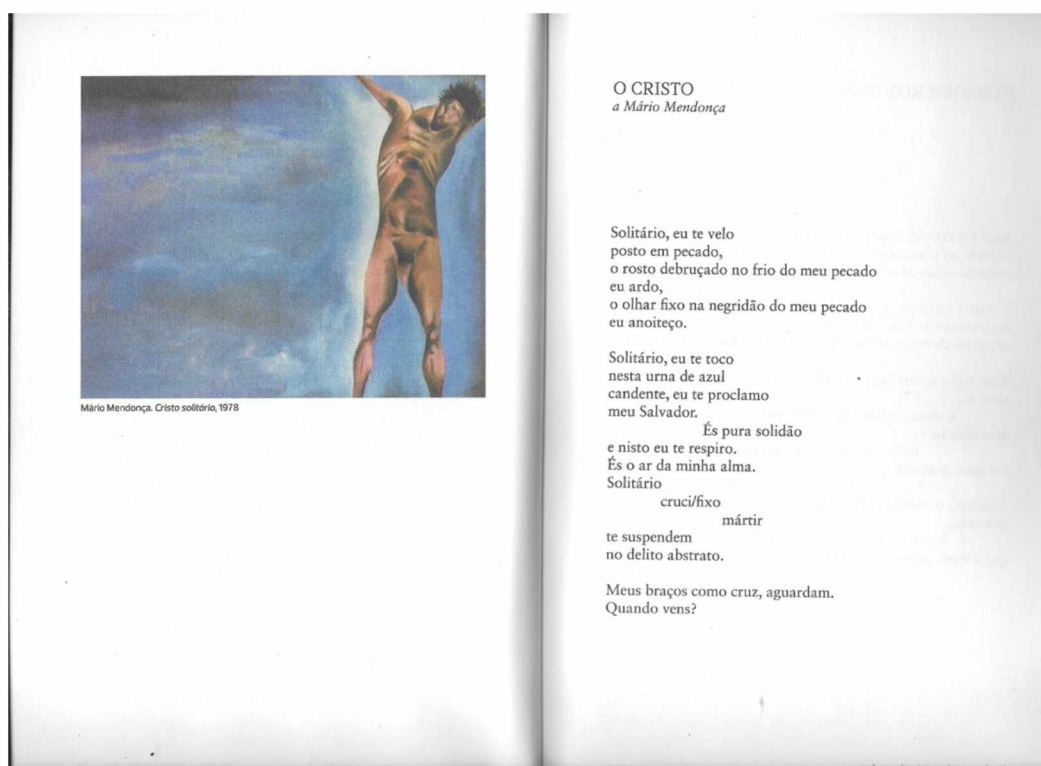 Mário Mendonça. Cristo solitário, 1978
O CRISTO
a Mário Mendonça
Solitário, eu te velo
posto em pecado,
o rosto debruçado no frio do meu pecado
eu ardo,
o olhar fixo na negridão do meu pecado
eu anoiteço.
Solitário, eu te toco
nesta urna de azul
candente, eu te proclamo
meu Salvador.
És pura solidão
e nisto eu te respiro.
És o ar da minha alma.
Solitário
cruci/fixo
mártir
te suspendem
no delito abstrato.
Meus braços como cruz, aguardam.
Quando vens?